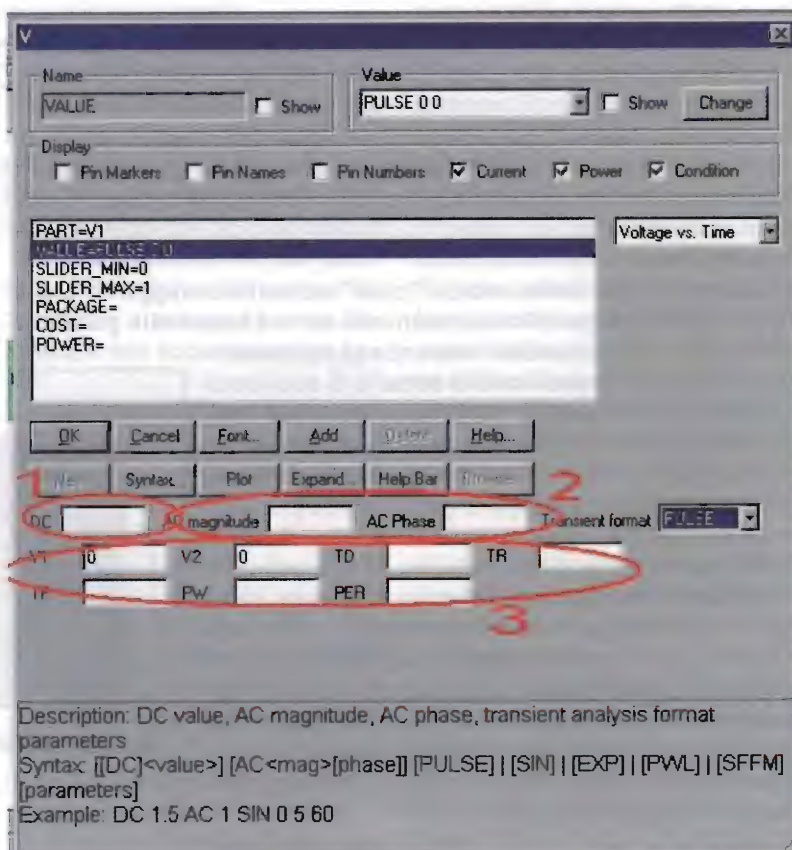 V
Name
Value
VALUE
Show
PULSE 0 0
Show
Change
Display
Pin Markers
Pin Names
Pin Numbers
Current
Power
Condition
PART=V1
Voltage vs. Time
SLIDER_MIN=0
SLIDER_MAX=1
PACKAGE=
COST=
POWER=
OK
Cancel
Font...
Add
Help...
1
Syntax
Plot
Expand...
Help Bar
2
DC
AC magnitude
AC Phase
Transient format
PULSE
V1
0
V2
0
TD
TR
TF
PW
PER
3
Description: DC value, AC magnitude, AC phase, transient analysis format
parameters
Syntax: [[DC]<value>] [AC<mag>[phase]] [PULSE] | [SIN] | [EXP] | [PWL] | [SFFM]
[parameters]
Example: DC 1.5 AC 1 SIN 0 5 60